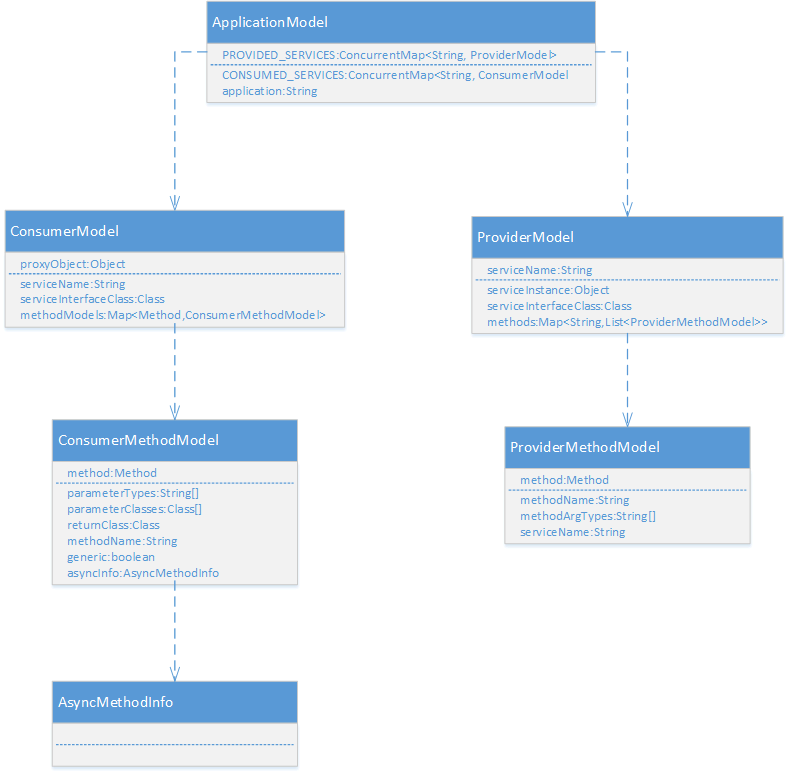 ApplicationModel
PROVIDED_SERVICES:ConcurrentMap<String, ProviderModel>
CONSUMED_SERVICES:ConcurrentMap<String, ConsumerModel
application:String
ConsumerModel
proxyObject:Object
serviceName:String
serviceInterfaceClass:Class
methodModels:Map<Method,ConsumerMethodModel>
ProviderModel
serviceName:String
serviceInstance:Object
serviceInterfaceClass:Class
methods:Map<String,List<ProviderMethodModel>>
ConsumerMethodModel
method:Method
parameterTypes:String[]
parameterClasses:Class[]
returnClass:Class
methodName:String
generic:boolean
asyncInfo:AsyncMethodInfo
ProviderMethodModel
method:Method
methodName:String
methodArgTypes:String[]
serviceName:String
AsyncMethodInfo